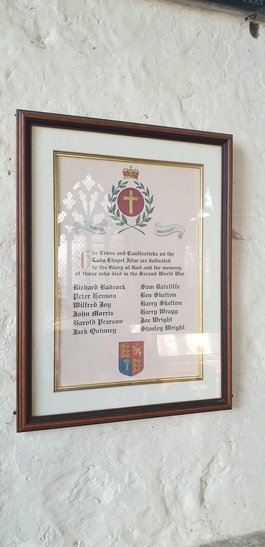 The Cross and Candlesticks on the
Lady Chapel Altar are dedicated
to the Glory of God and the memory
of those who died in the Second World War
Richard Badcock
Peter Henson
Wilfred Joy
John Morris
Harold Pearson
Jack Quinney
Sam Ratcliffe
Ben Skelton
Harry Skelton
Harry Wragg
Joe Wright
Stanley Wright